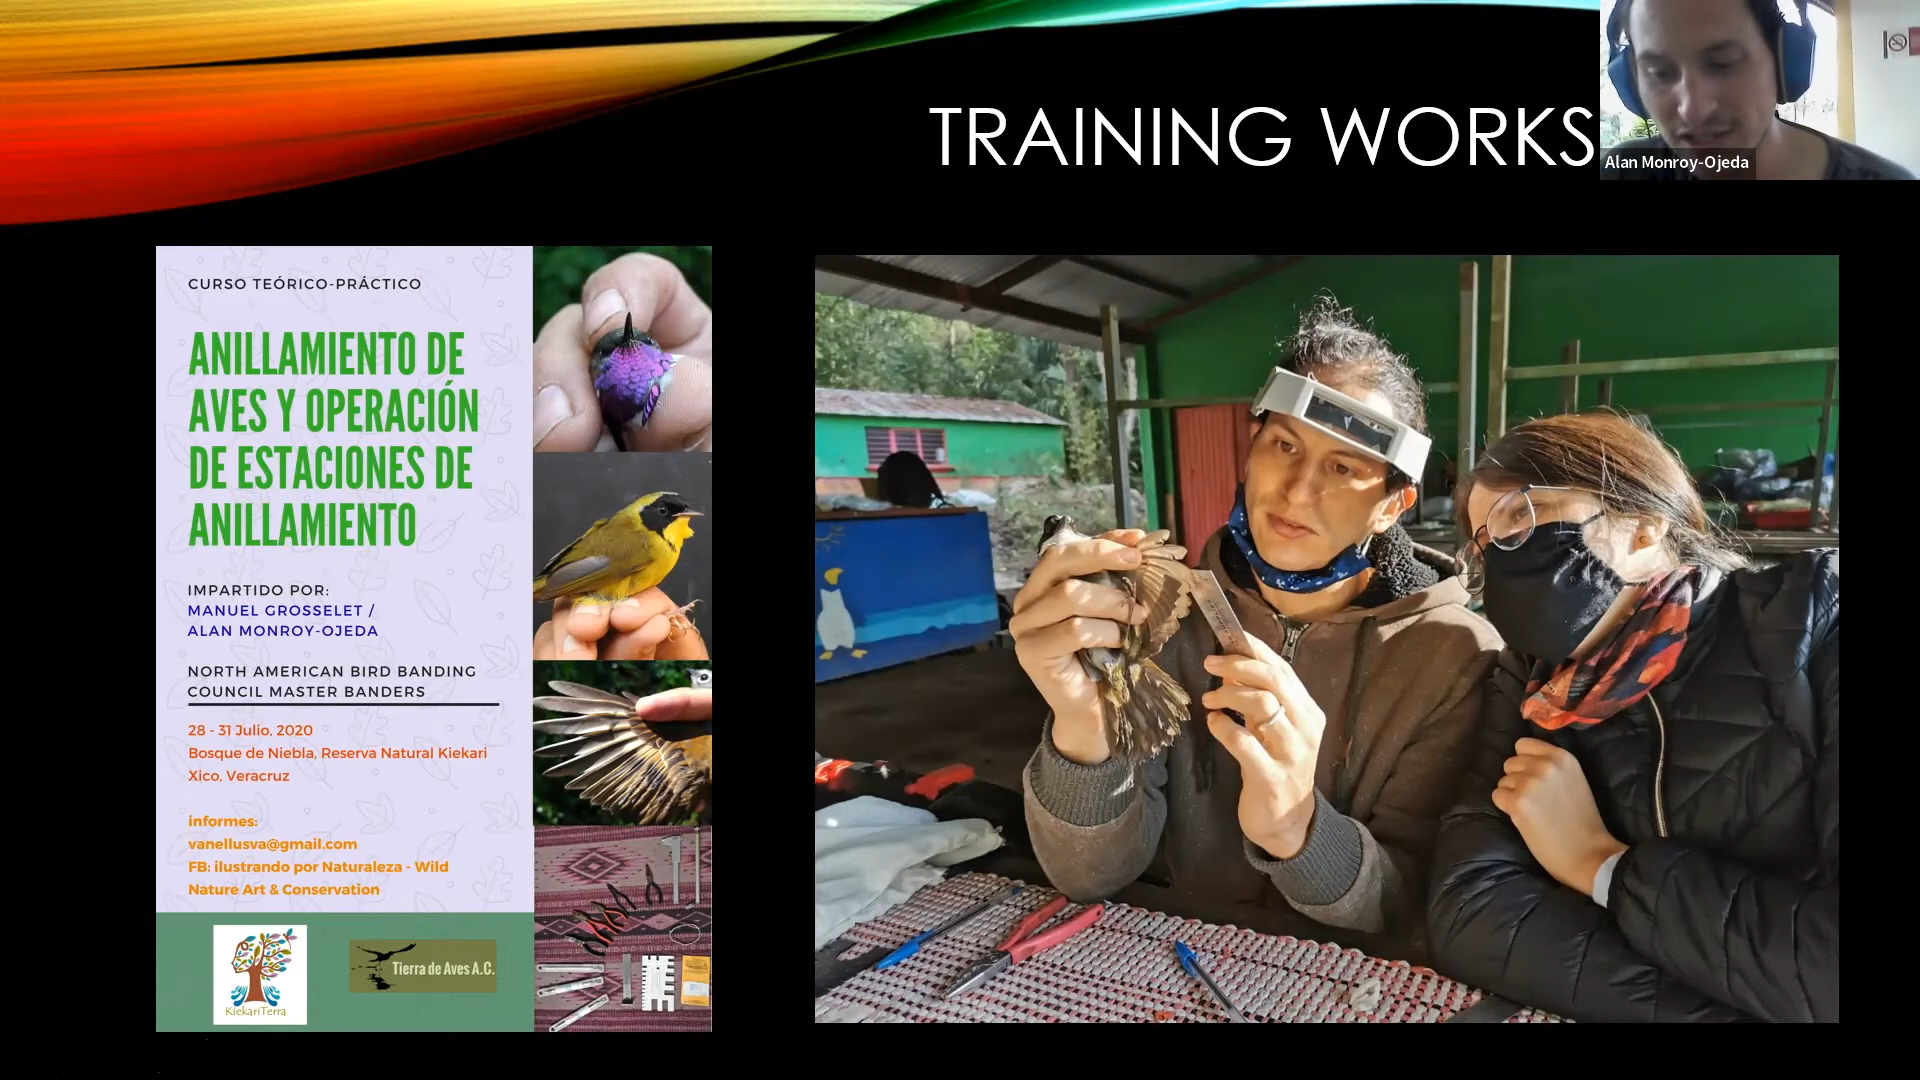 TRAINING WORKS
Alan Monroy-Ojeda
CURSO TEÓRICO-PRÁCTICO
ANILLAMIENTO DE
AVES Y OPERACIÓN
DE ESTACIONES DE
ANILLAMIENTO
IMPARTIDO POR:
MANUEL GROSSELET /
ALAN MONROY-OJEDA
NORTH AMERICAN BIRD BANDING
COUNCIL MASTER BANDERS
28 - 31 Julio, 2020
Bosque de Niebla, Reserva Natural Kiekari
Xico, Veracruz
informes:
vanellusva@gmail.com
FB: ilustrando por Naturaleza - Wild
Nature Art & Conservation
KiekariTerra
Tierra de Aves A.C.